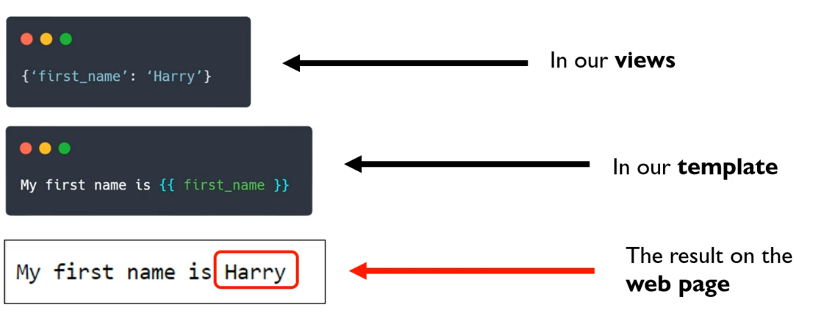 {‘first_name’: ‘Harry’}
In our views
My first name is {{ first_name }}
In our template
My first name is Harry
The result on the
web page